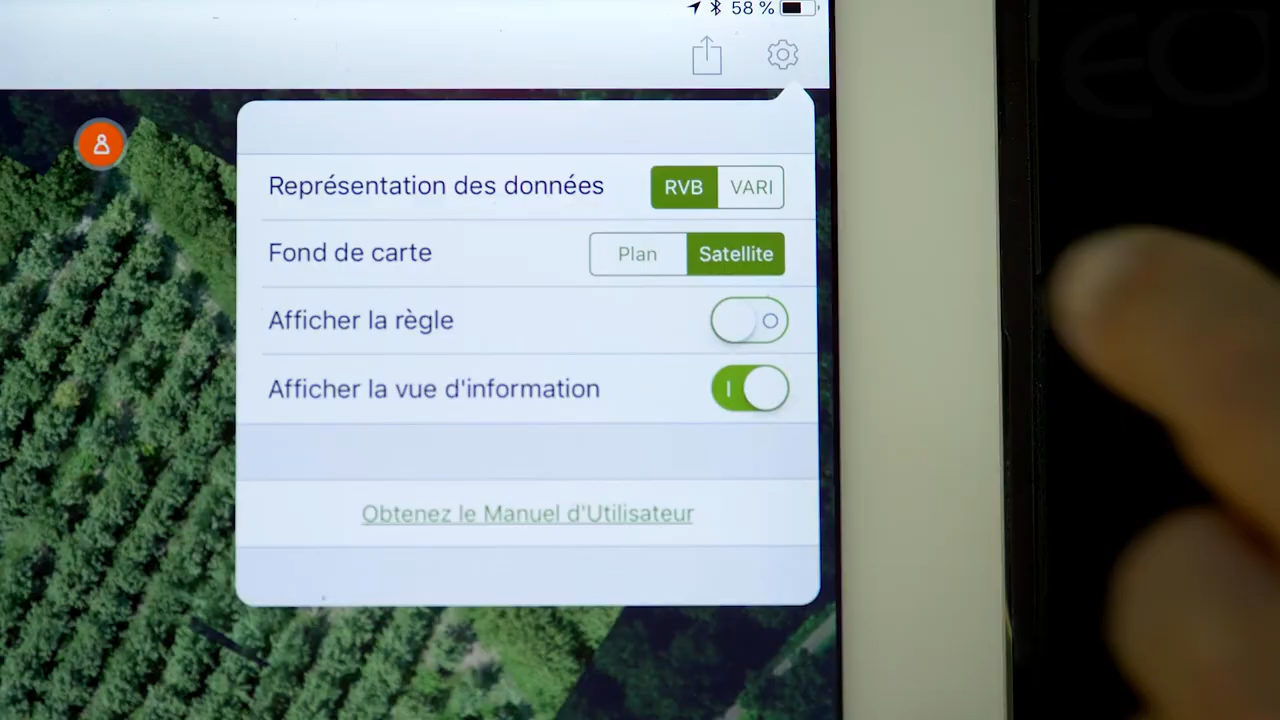 58 %
Représentation des données
RVB VARI
Fond de carte
Plan Satellite
Afficher la règle
Afficher la vue d'information
Obtenez le Manuel d'Utilisateur